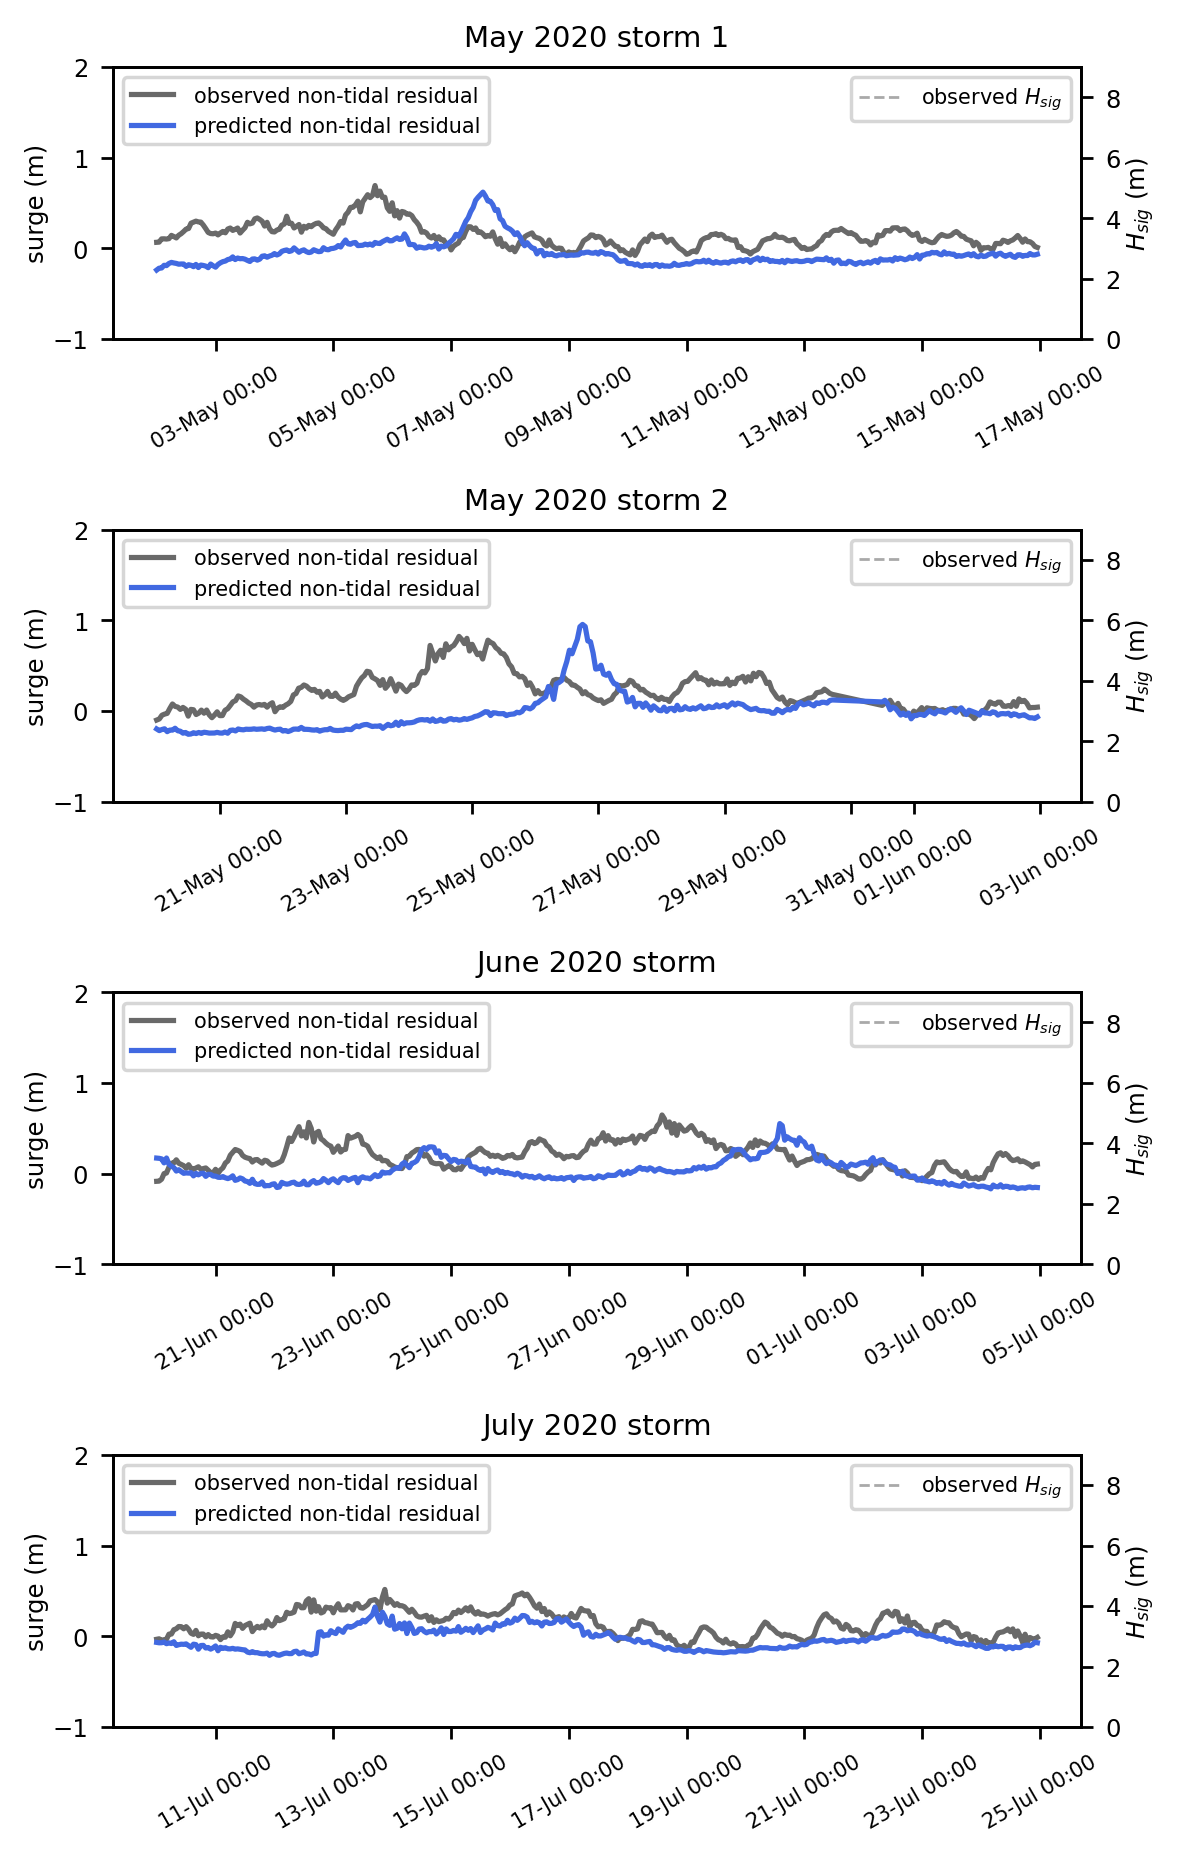 May 2020 storm 1
observed non-tidal residual
predicted non-tidal residual
observed H_sig
surge (m)
2
1
0
−1
8
6
4
2
0
H_sig (m)
03-May 00:00
05-May 00:00
07-May 00:00
09-May 00:00
11-May 00:00
13-May 00:00
15-May 00:00
17-May 00:00
May 2020 storm 2
observed non-tidal residual
predicted non-tidal residual
observed H_sig
surge (m)
2
1
0
−1
8
6
4
2
0
H_sig (m)
21-May 00:00
23-May 00:00
25-May 00:00
27-May 00:00
29-May 00:00
31-May 00:00
01-Jun 00:00
03-Jun 00:00
June 2020 storm
observed non-tidal residual
predicted non-tidal residual
observed H_sig
surge (m)
2
1
0
−1
8
6
4
2
0
H_sig (m)
21-Jun 00:00
23-Jun 00:00
25-Jun 00:00
27-Jun 00:00
29-Jun 00:00
01-Jul 00:00
03-Jul 00:00
05-Jul 00:00
July 2020 storm
observed non-tidal residual
predicted non-tidal residual
observed H_sig
surge (m)
2
1
0
−1
8
6
4
2
0
H_sig (m)
11-Jul 00:00
13-Jul 00:00
15-Jul 00:00
17-Jul 00:00
19-Jul 00:00
21-Jul 00:00
23-Jul 00:00
25-Jul 00:00